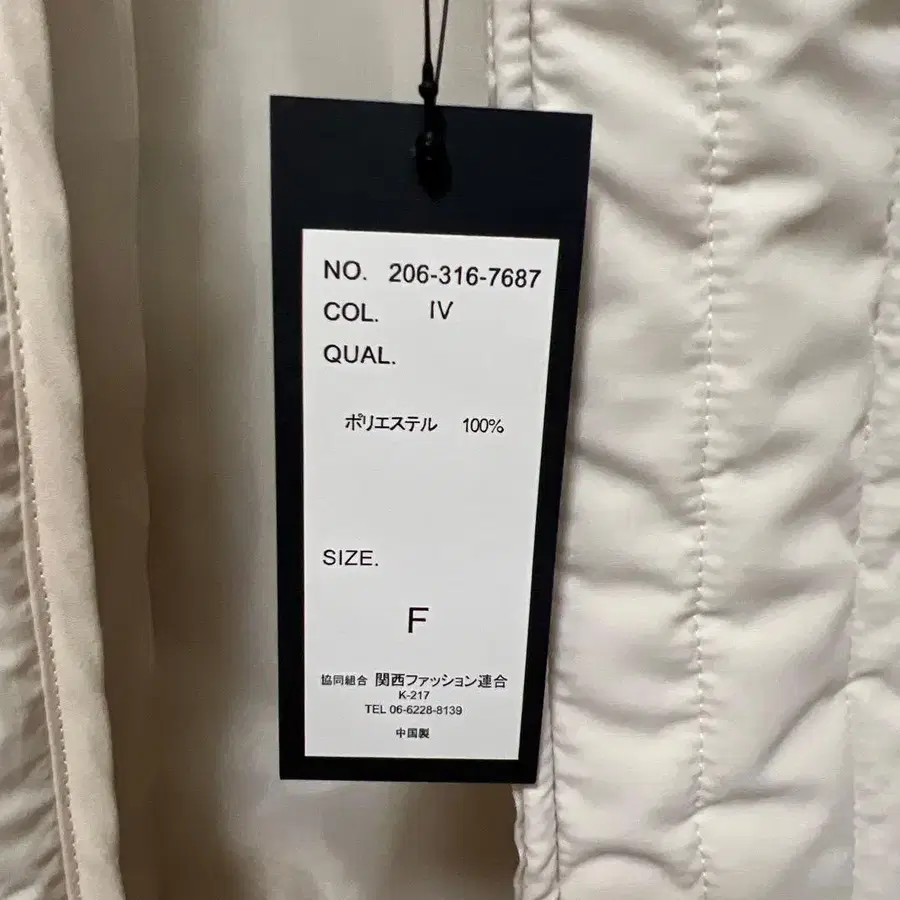 NO. 206-316-7687
COL. IV
QUAL.
ポリエステル 100%
SIZE.
F
協同組合 関西ファッション連合
K-217
TEL 06-6228-8139
中国製